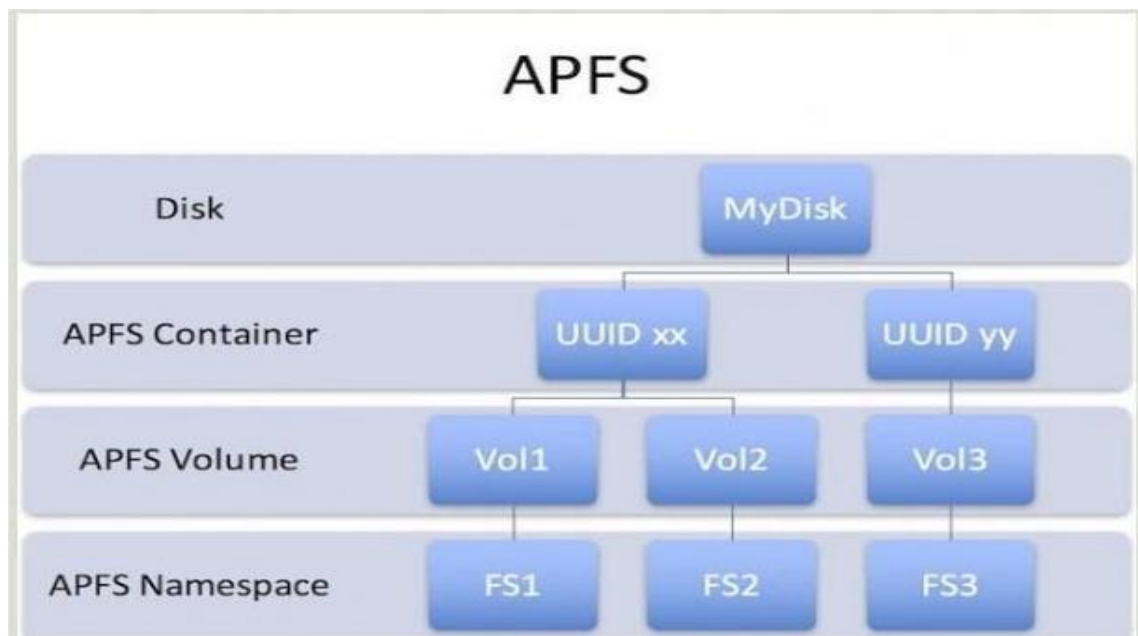 APFS
Disk MyDisk
APFS Container UUID xx UUID yy
APFS Volume Vol1 Vol2 Vol3
APFS Namespace FS1 FS2 FS3